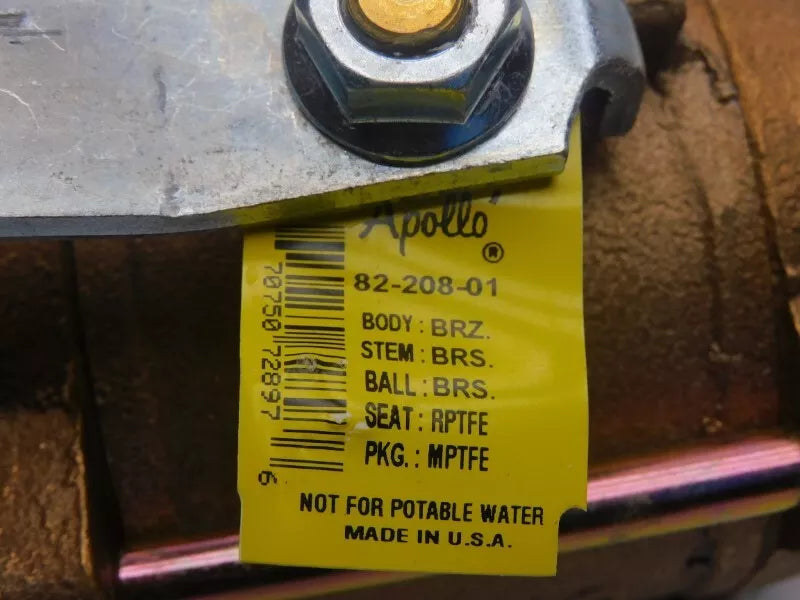 Apollo
®
82-208-01
BODY : BRZ.
STEM : BRS.
BALL : BRS.
SEAT : RPTFE
PKG. : MPTFE
70750 72897 6
NOT FOR POTABLE WATER
MADE IN U.S.A.